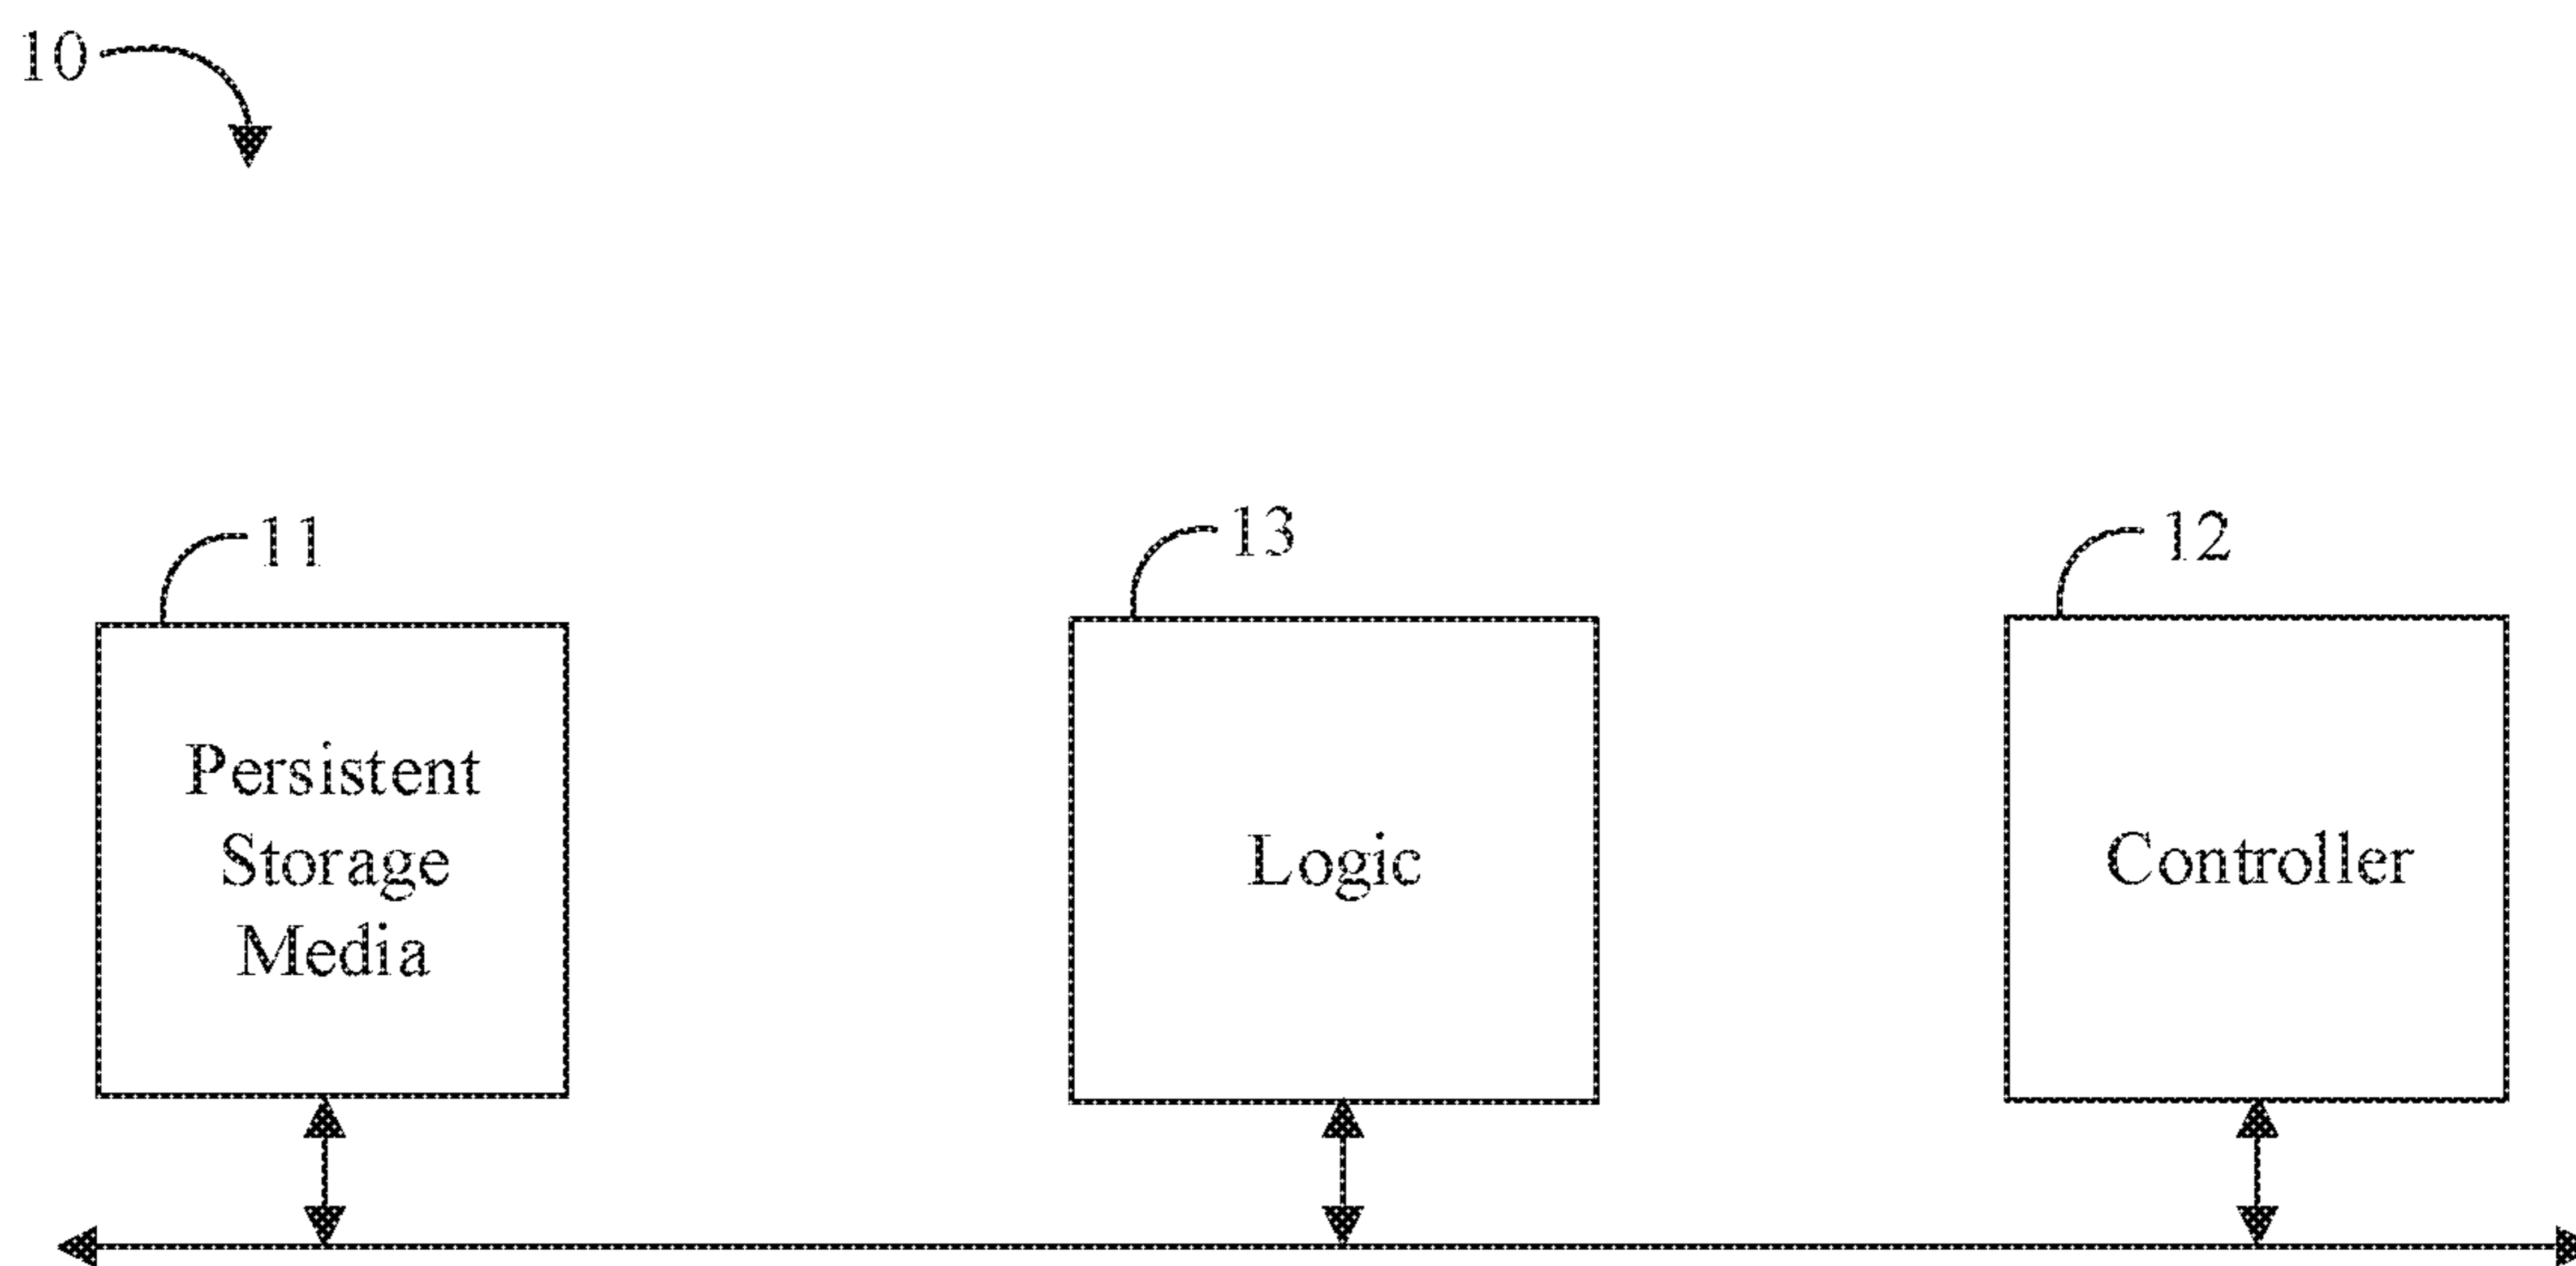 10
11
13
12
Persistent
Storage
Media
Logic
Controller